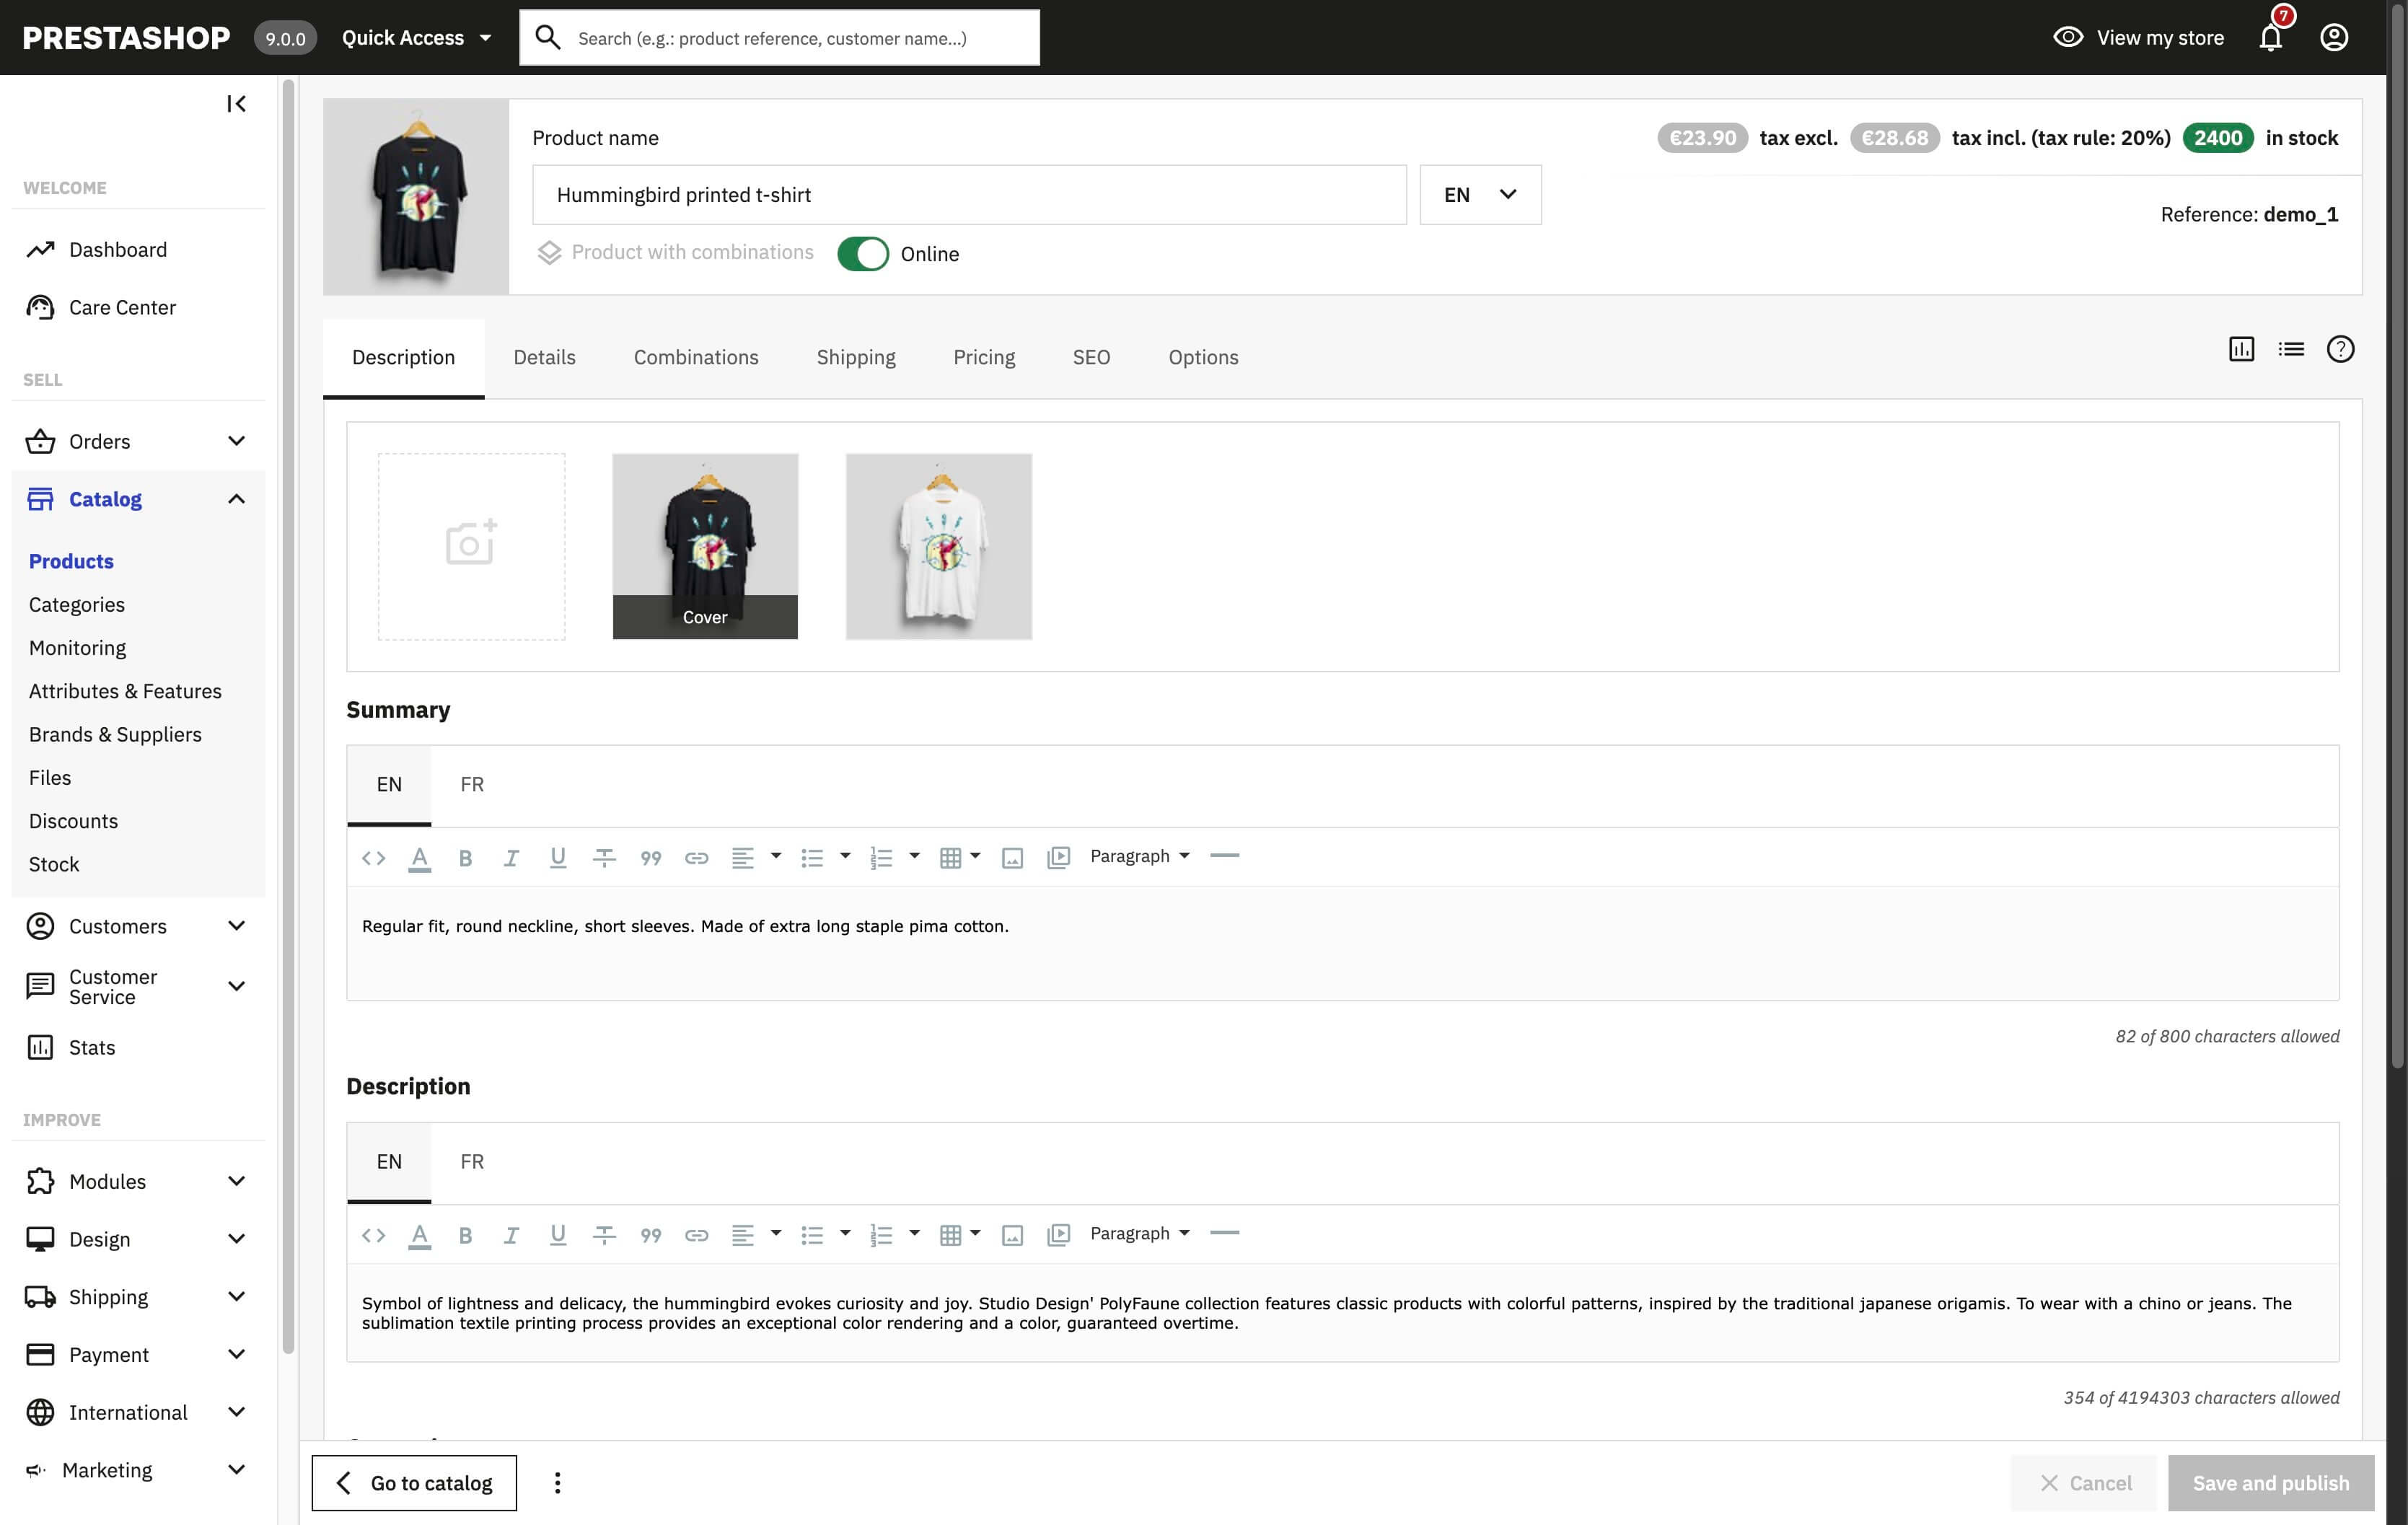 PRESTASHOP 9.0.0 Quick Access Search (e.g.: product reference, customer name...) View my store 7
WELCOME
Dashboard
Care Center
SELL
Orders
Catalog
Products
Categories
Monitoring
Attributes & Features
Brands & Suppliers
Files
Discounts
Stock
Customers
Customer
Service
Stats
IMPROVE
Modules
Design
Shipping
Payment
International
Marketing
Product name
€23.90 tax excl. €28.68 tax incl. (tax rule: 20%) 2400 in stock
Hummingbird printed t-shirt EN
Reference: demo_1
Product with combinations Online
Description Details Combinations Shipping Pricing SEO Options
Cover
Summary
EN FR
Paragraph
Regular fit, round neckline, short sleeves. Made of extra long staple pima cotton.
82 of 800 characters allowed
Description
EN FR
Paragraph
Symbol of lightness and delicacy, the hummingbird evokes curiosity and joy. Studio Design' PolyFaune collection features classic products with colorful patterns, inspired by the traditional japanese origamis. To wear with a chino or jeans. The
sublimation textile printing process provides an exceptional color rendering and a color, guaranteed overtime.
354 of 4194303 characters allowed
Go to catalog Cancel Save and publish